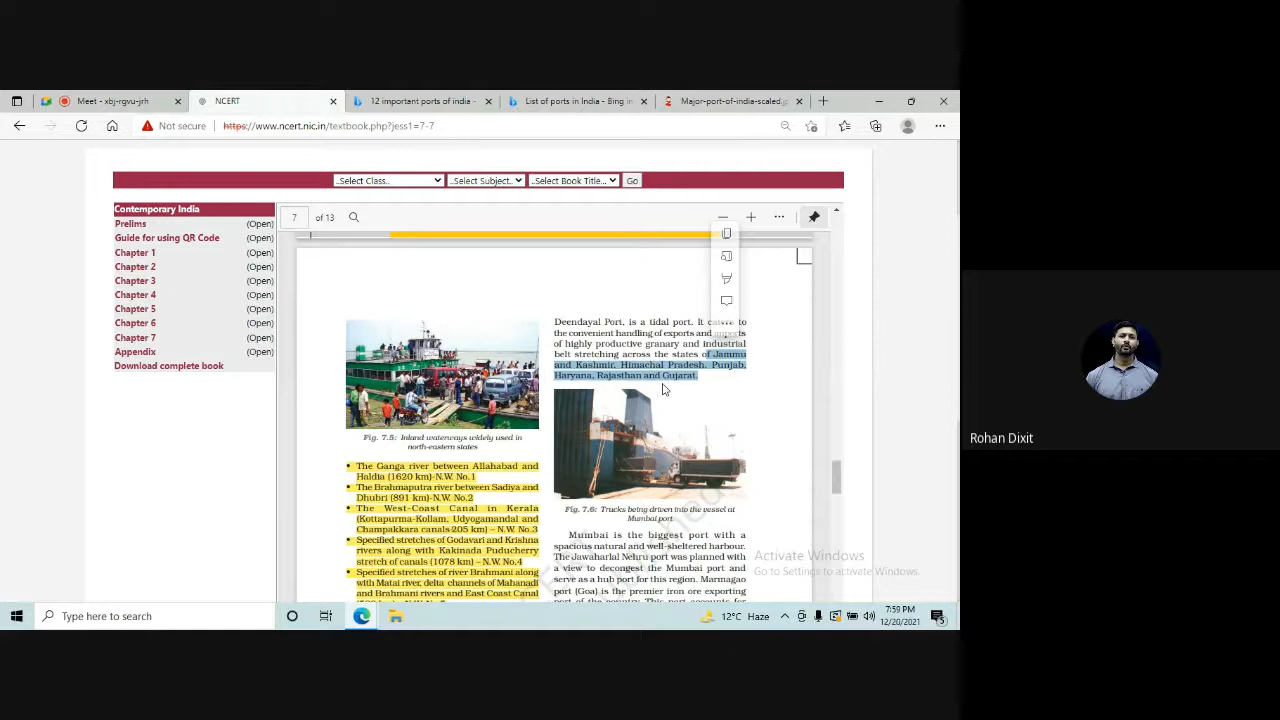 Meet - xbj-rgvu-jrh
NCERT
12 important ports of india -
List of ports in India - Bing in
Major-port-of-india-scaled.j
Not secure
https://www.ncert.nic.in/textbook.php?jess1=7-7
..Select Class..
..Select Subject..
..Select Book Title..
Go
Contemporary India
Prelims (Open)
Guide for using QR Code (Open)
Chapter 1 (Open)
Chapter 2 (Open)
Chapter 3 (Open)
Chapter 4 (Open)
Chapter 5 (Open)
Chapter 6 (Open)
Chapter 7 (Open)
Appendix (Open)
Download complete book
7 of 13
Fig. 7.5: Inland waterways widely used in
north-eastern states
• The Ganga river between Allahabad and
Haldia (1620 km)-N.W. No.1
• The Brahmaputra river between Sadiya and
Dhubri (891 km)-N.W. No.2
• The West-Coast Canal in Kerala
(Kottapurma-Kollam, Udyogamandal and
Champakkara canals-205 km) – N.W. No.3
• Specified stretches of Godavari and Krishna
rivers along with Kakinada Puducherry
stretch of canals (1078 km) – N.W. No.4
• Specified stretches of river Brahmani along
with Matai river, delta channels of Mahanadi
and Brahmani rivers and East Coast Canal
Deendayal Port, is a tidal port. It caters to
the convenient handling of exports and imports
of highly productive granary and industrial
belt stretching across the states of Jammu
and Kashmir, Himachal Pradesh, Punjab,
Haryana, Rajasthan and Gujarat.
Fig. 7.6: Trucks being driven into the vessel at
Mumbai port
Mumbai is the biggest port with a
spacious natural and well-sheltered harbour.
The Jawaharlal Nehru port was planned with
a view to decongest the Mumbai port and
serve as a hub port for this region. Marmagao
port (Goa) is the premier iron ore exporting
port of the country. This port accounts for
Activate Windows
Go to Settings to activate Windows.
Type here to search
12°C Haze
7:59 PM
12/20/2021
5
Rohan Dixit